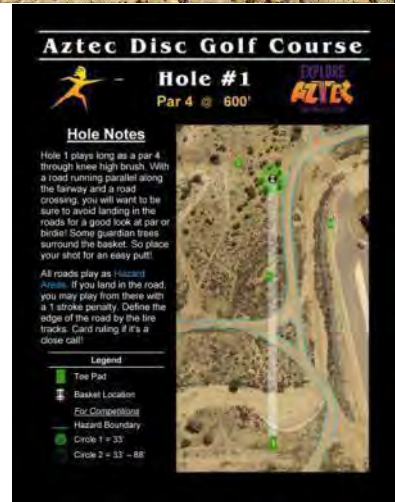 Aztec Disc Golf Course
Hole #1
EXPLORE
AZTEC
Par 4 @ 600'
Hole Notes
Hole 1 plays long as a par 4
through knee high brush. With
a road running parallel along
the fairway and a road
crossing, you will want to be
sure to avoid landing in the
roads for a good look at par or
birdie! Some guardian trees
surround the basket. So place
your shot for an easy putt!
All roads play as Hazard
Areas. If you land in the road,
you may play from there with
a 1 stroke penalty. Define the
edge of the road by the tire
tracks. Card ruling if it's a
close call!
Legend
Tee Pad
Basket Location
For Competitions
Hazard Boundary
Circle 1 = 33'
Circle 2 = 33' ~ 88'